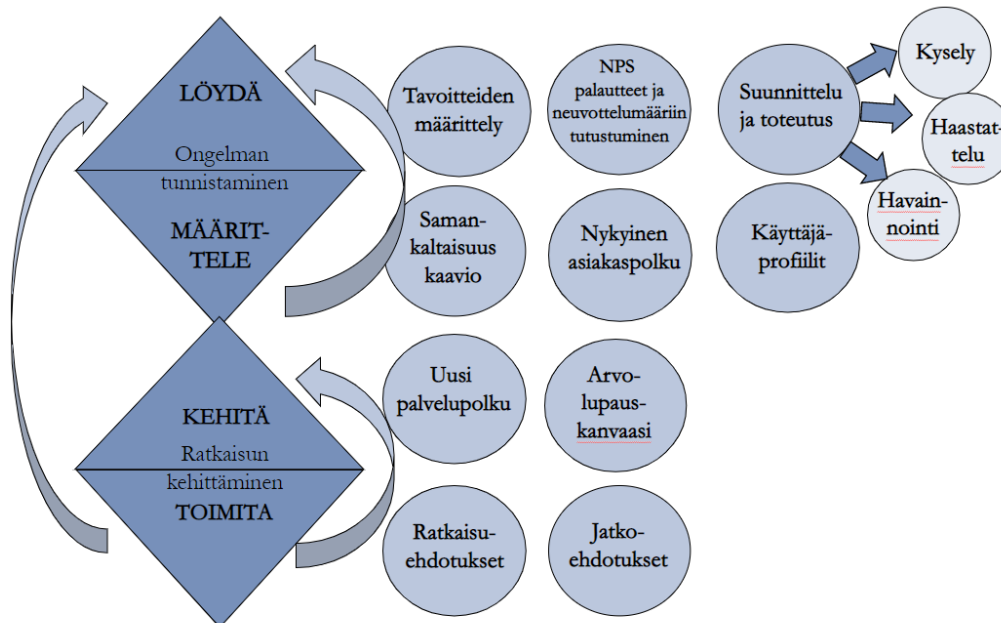 LÖYDÄ
Ongelman
tunnistaminen
MÄÄRIT-
TELE
KEHITÄ
Ratkaisun
kehittäminen
TOIMITA
Tavoitteiden
määrittely
NPS
palautteet ja
neuvottelumääriin
tutustuminen
Suunnittelu
ja toteutus
Kysely
Haastat-
telu
Havain-
nointi
Saman-
kaltaisuus
kaavio
Nykyinen
asiakaspolku
Käyttäjä-
profiilit
Uusi
palvelupolku
Arvo-
lupaus-
kanvaasi
Ratkaisu-
ehdotukset
Jatko-
ehdotukset